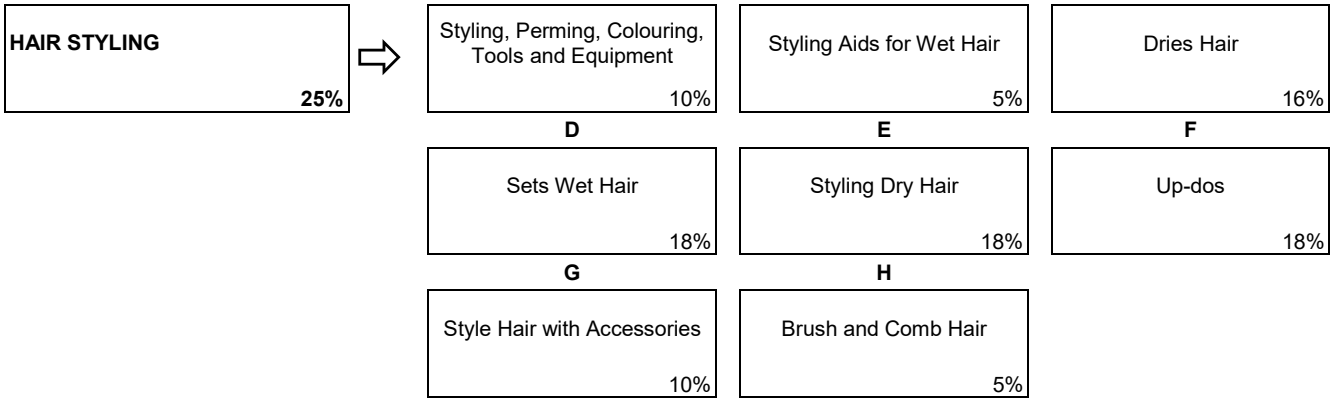 HAIR STYLING
25%
Styling, Perming, Colouring,
Tools and Equipment
10%
Styling Aids for Wet Hair
5%
Dries Hair
16%
D
E
F
Sets Wet Hair
18%
Styling Dry Hair
18%
Up-dos
18%
G
H
Style Hair with Accessories
10%
Brush and Comb Hair
5%